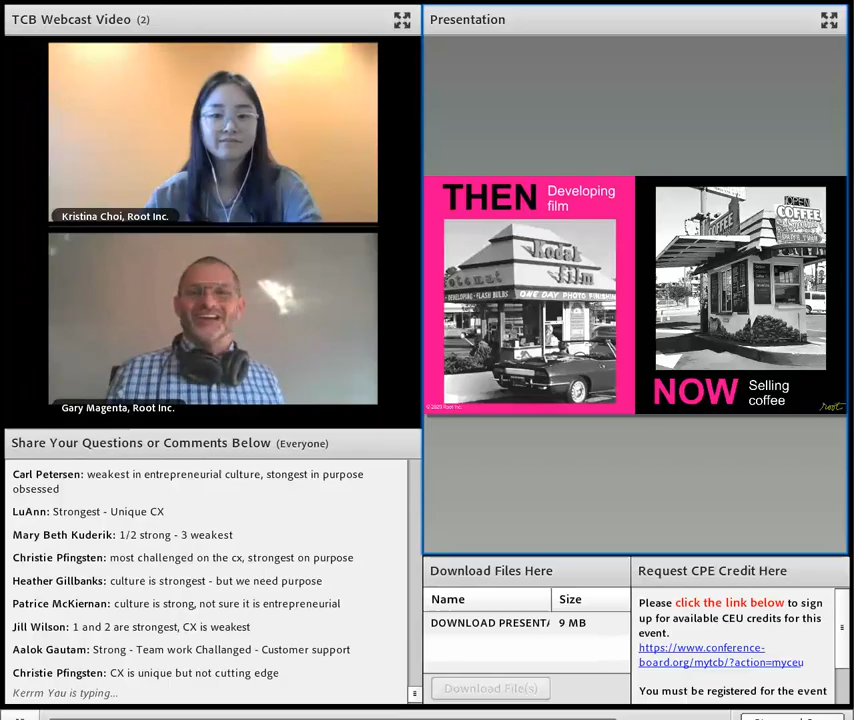 TCB Webcast Video (2)
Kristina Choi, Root Inc.
Gary Magenta, Root Inc.
Share Your Questions or Comments Below (Everyone)
Carl Petersen: weakest in entrepreneurial culture, stongest in purpose
obsessed
LuAnn: Strongest - Unique CX
Mary Beth Kuderik: 1/2 strong - 3 weakest
Christie Pfingsten: most challenged on the cx, strongest on purpose
Heather Gillbanks: culture is strongest - but we need purpose
Patrice McKiernan: culture is strong, not sure it is entrepreneurial
Jill Wilson: 1 and 2 are strongest, CX is weakest
Aalok Gautam: Strong - Team work Challanged - Customer support
Christie Pfingsten: CX is unique but not cutting edge
Kerrm Yau is typing...
Presentation
THEN Developing
film
Kodak
Film
DEVELOPING - FLASH BULBS
ONE DAY PHOTO FINISHING
© 2023 Root Inc.
OPEN
COFFEE
COFFEE
NOW Selling
coffee
root
Download Files Here
Name Size
DOWNLOAD PRESENTA 9 MB
Download File(s)
Request CPE Credit Here
Please click the link below to sign
up for available CEU credits for this
event.
https://www.conference-
board.org/mytcb/?action=myceu
You must be registered for the event